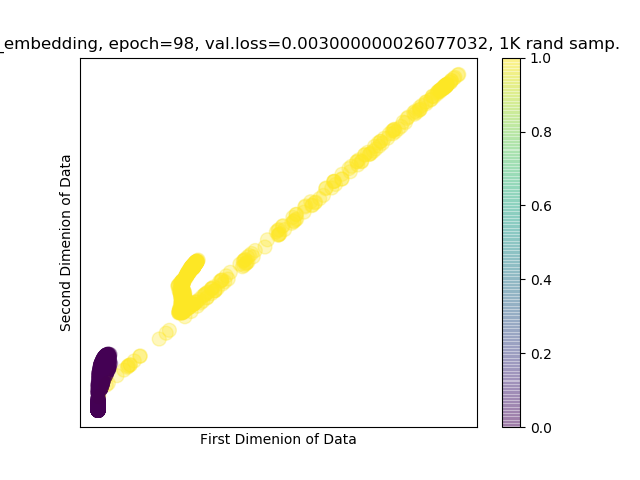 _embedding, epoch=98, val.loss=0.003000000026077032, 1K rand samp.
Second Dimenion of Data
First Dimenion of Data
1.0
0.8
0.6
0.4
0.2
0.0